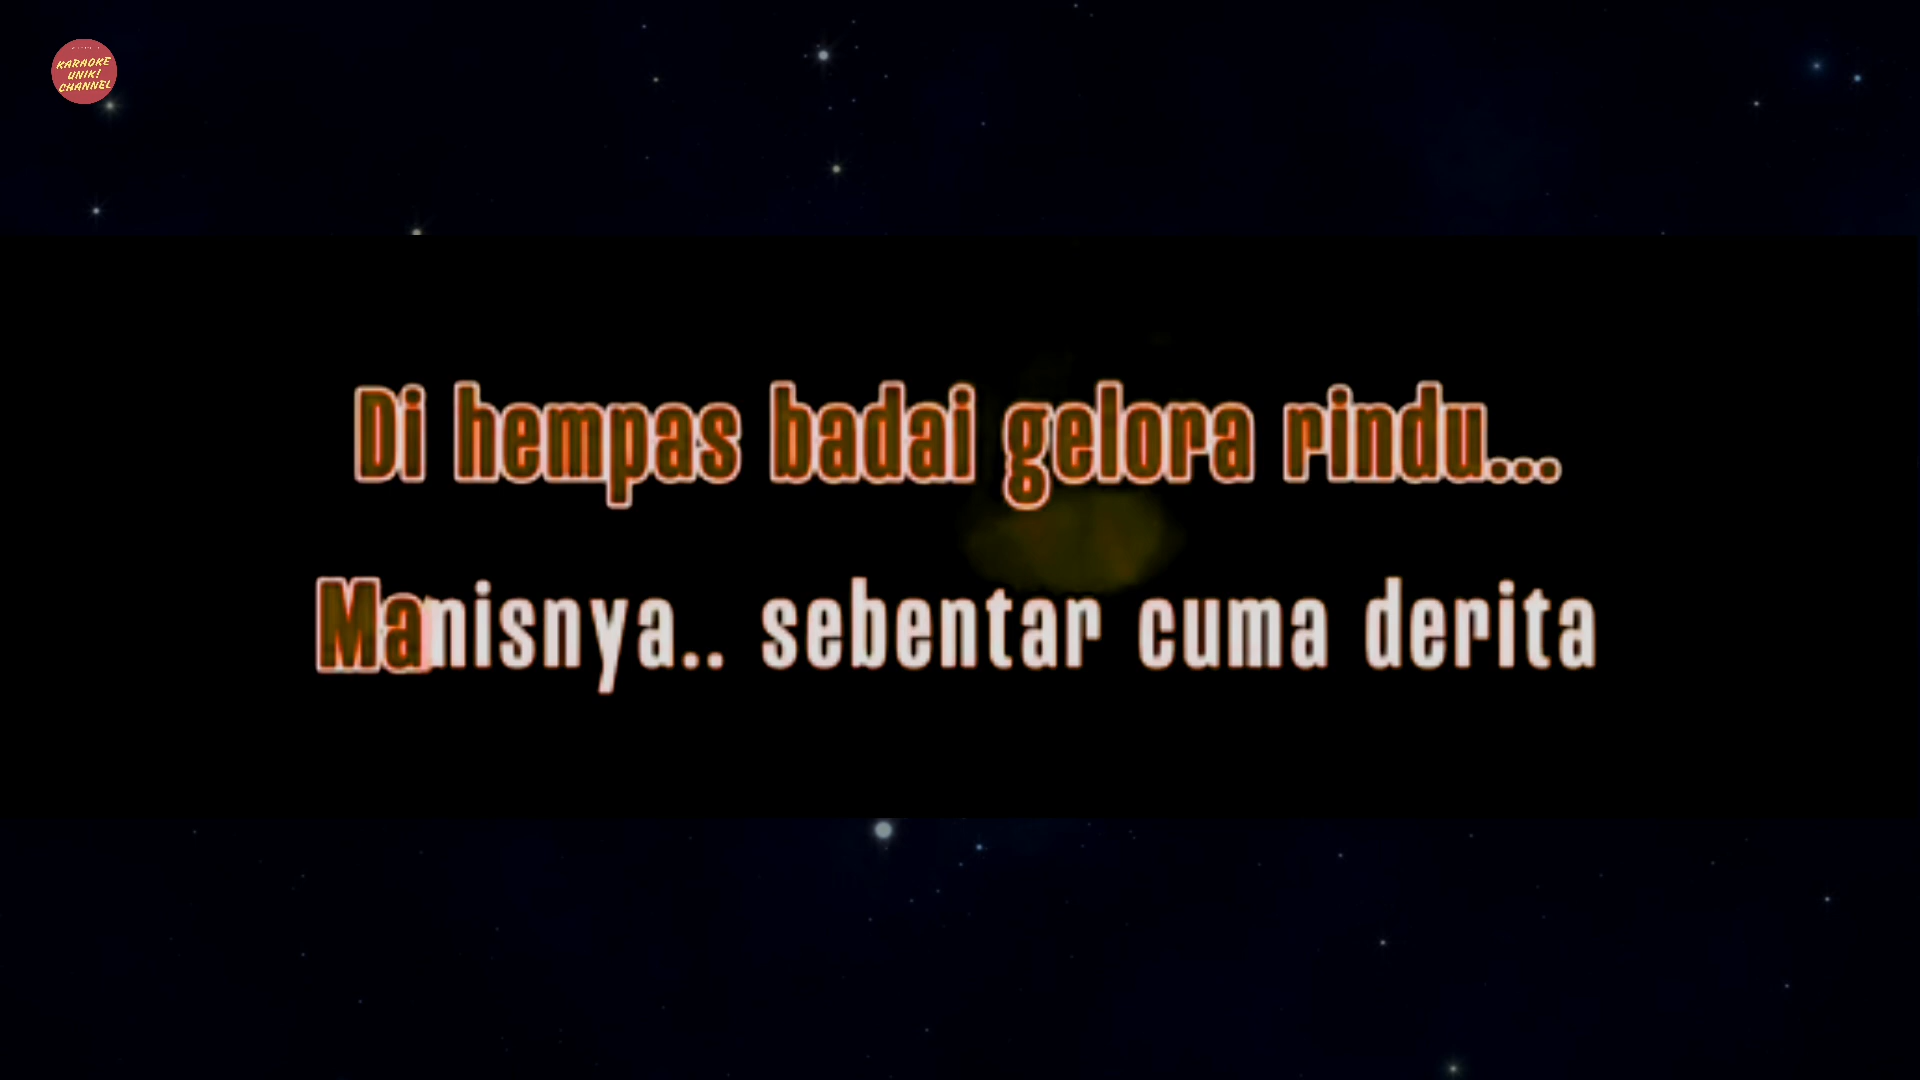 KARAOKE
UNIK!
CHANNEL
Di hempas badai gelora rindu...
Manisnya.. sebentar cuma derita